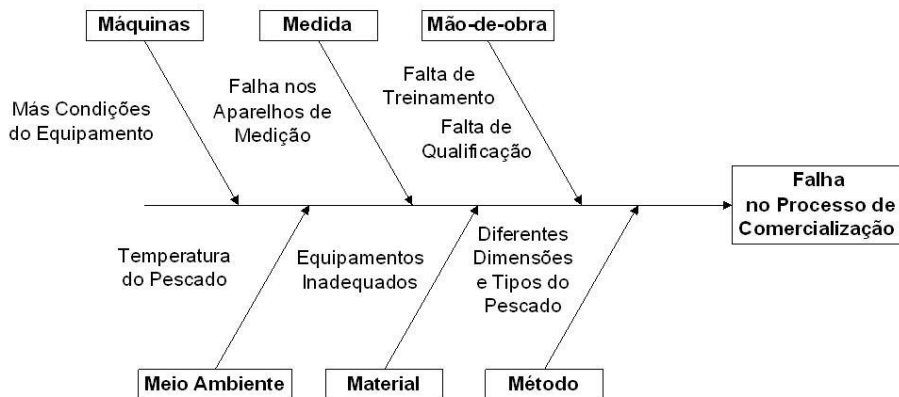 Máquinas
Medida
Mão-de-obra
Más Condições
do Equipamento
Falha nos
Aparelhos de
Medição
Falta de
Treinamento
Falta de
Qualificação
Falha
no Processo de
Comercialização
Temperatura
do Pescado
Equipamentos
Inadequados
Diferentes
Dimensões
e Tipos do
Pescado
Meio Ambiente
Material
Método